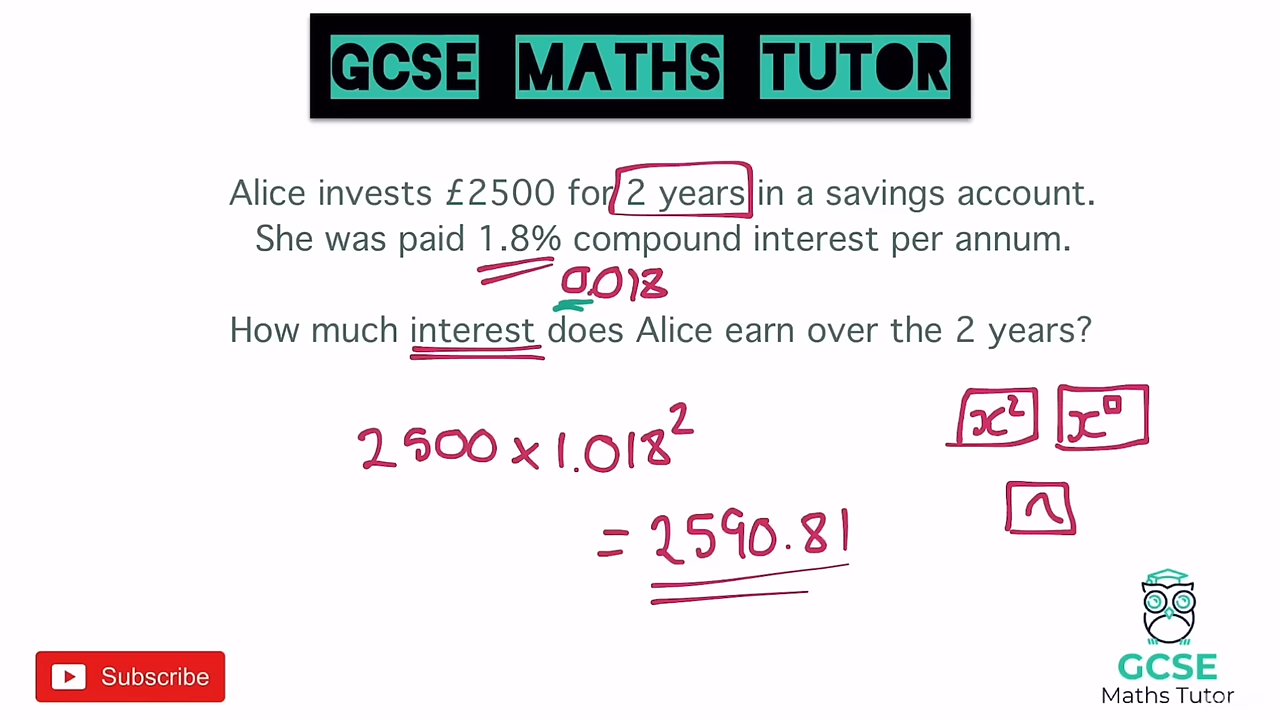 GCSE MATHS TUTOR
Alice invests £2500 for 2 years in a savings account.
She was paid 1.8% compound interest per annum.
0.018
How much interest does Alice earn over the 2 years?
2500 × 1.018²
x² x□
^
= 2590.81
Subscribe
GCSE
Maths Tutor